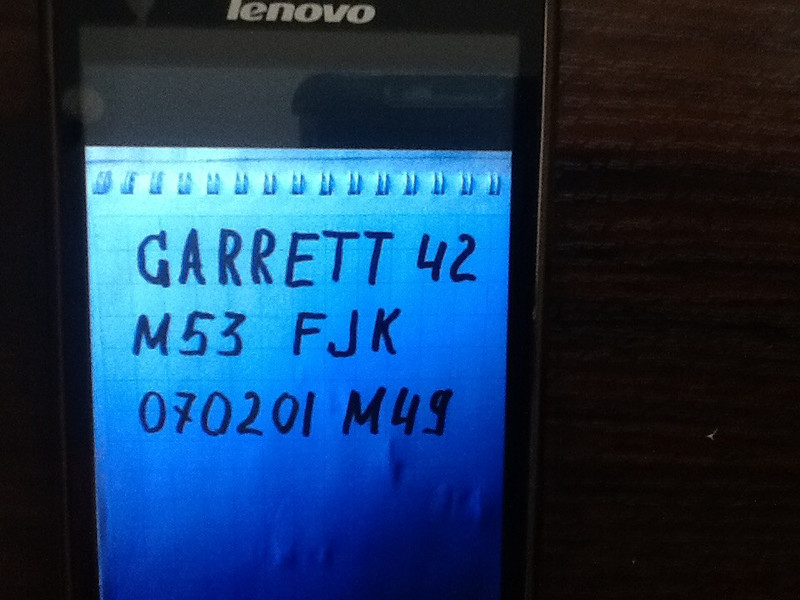 lenovo
GARRETT 42
M53 FJK
070201 M49